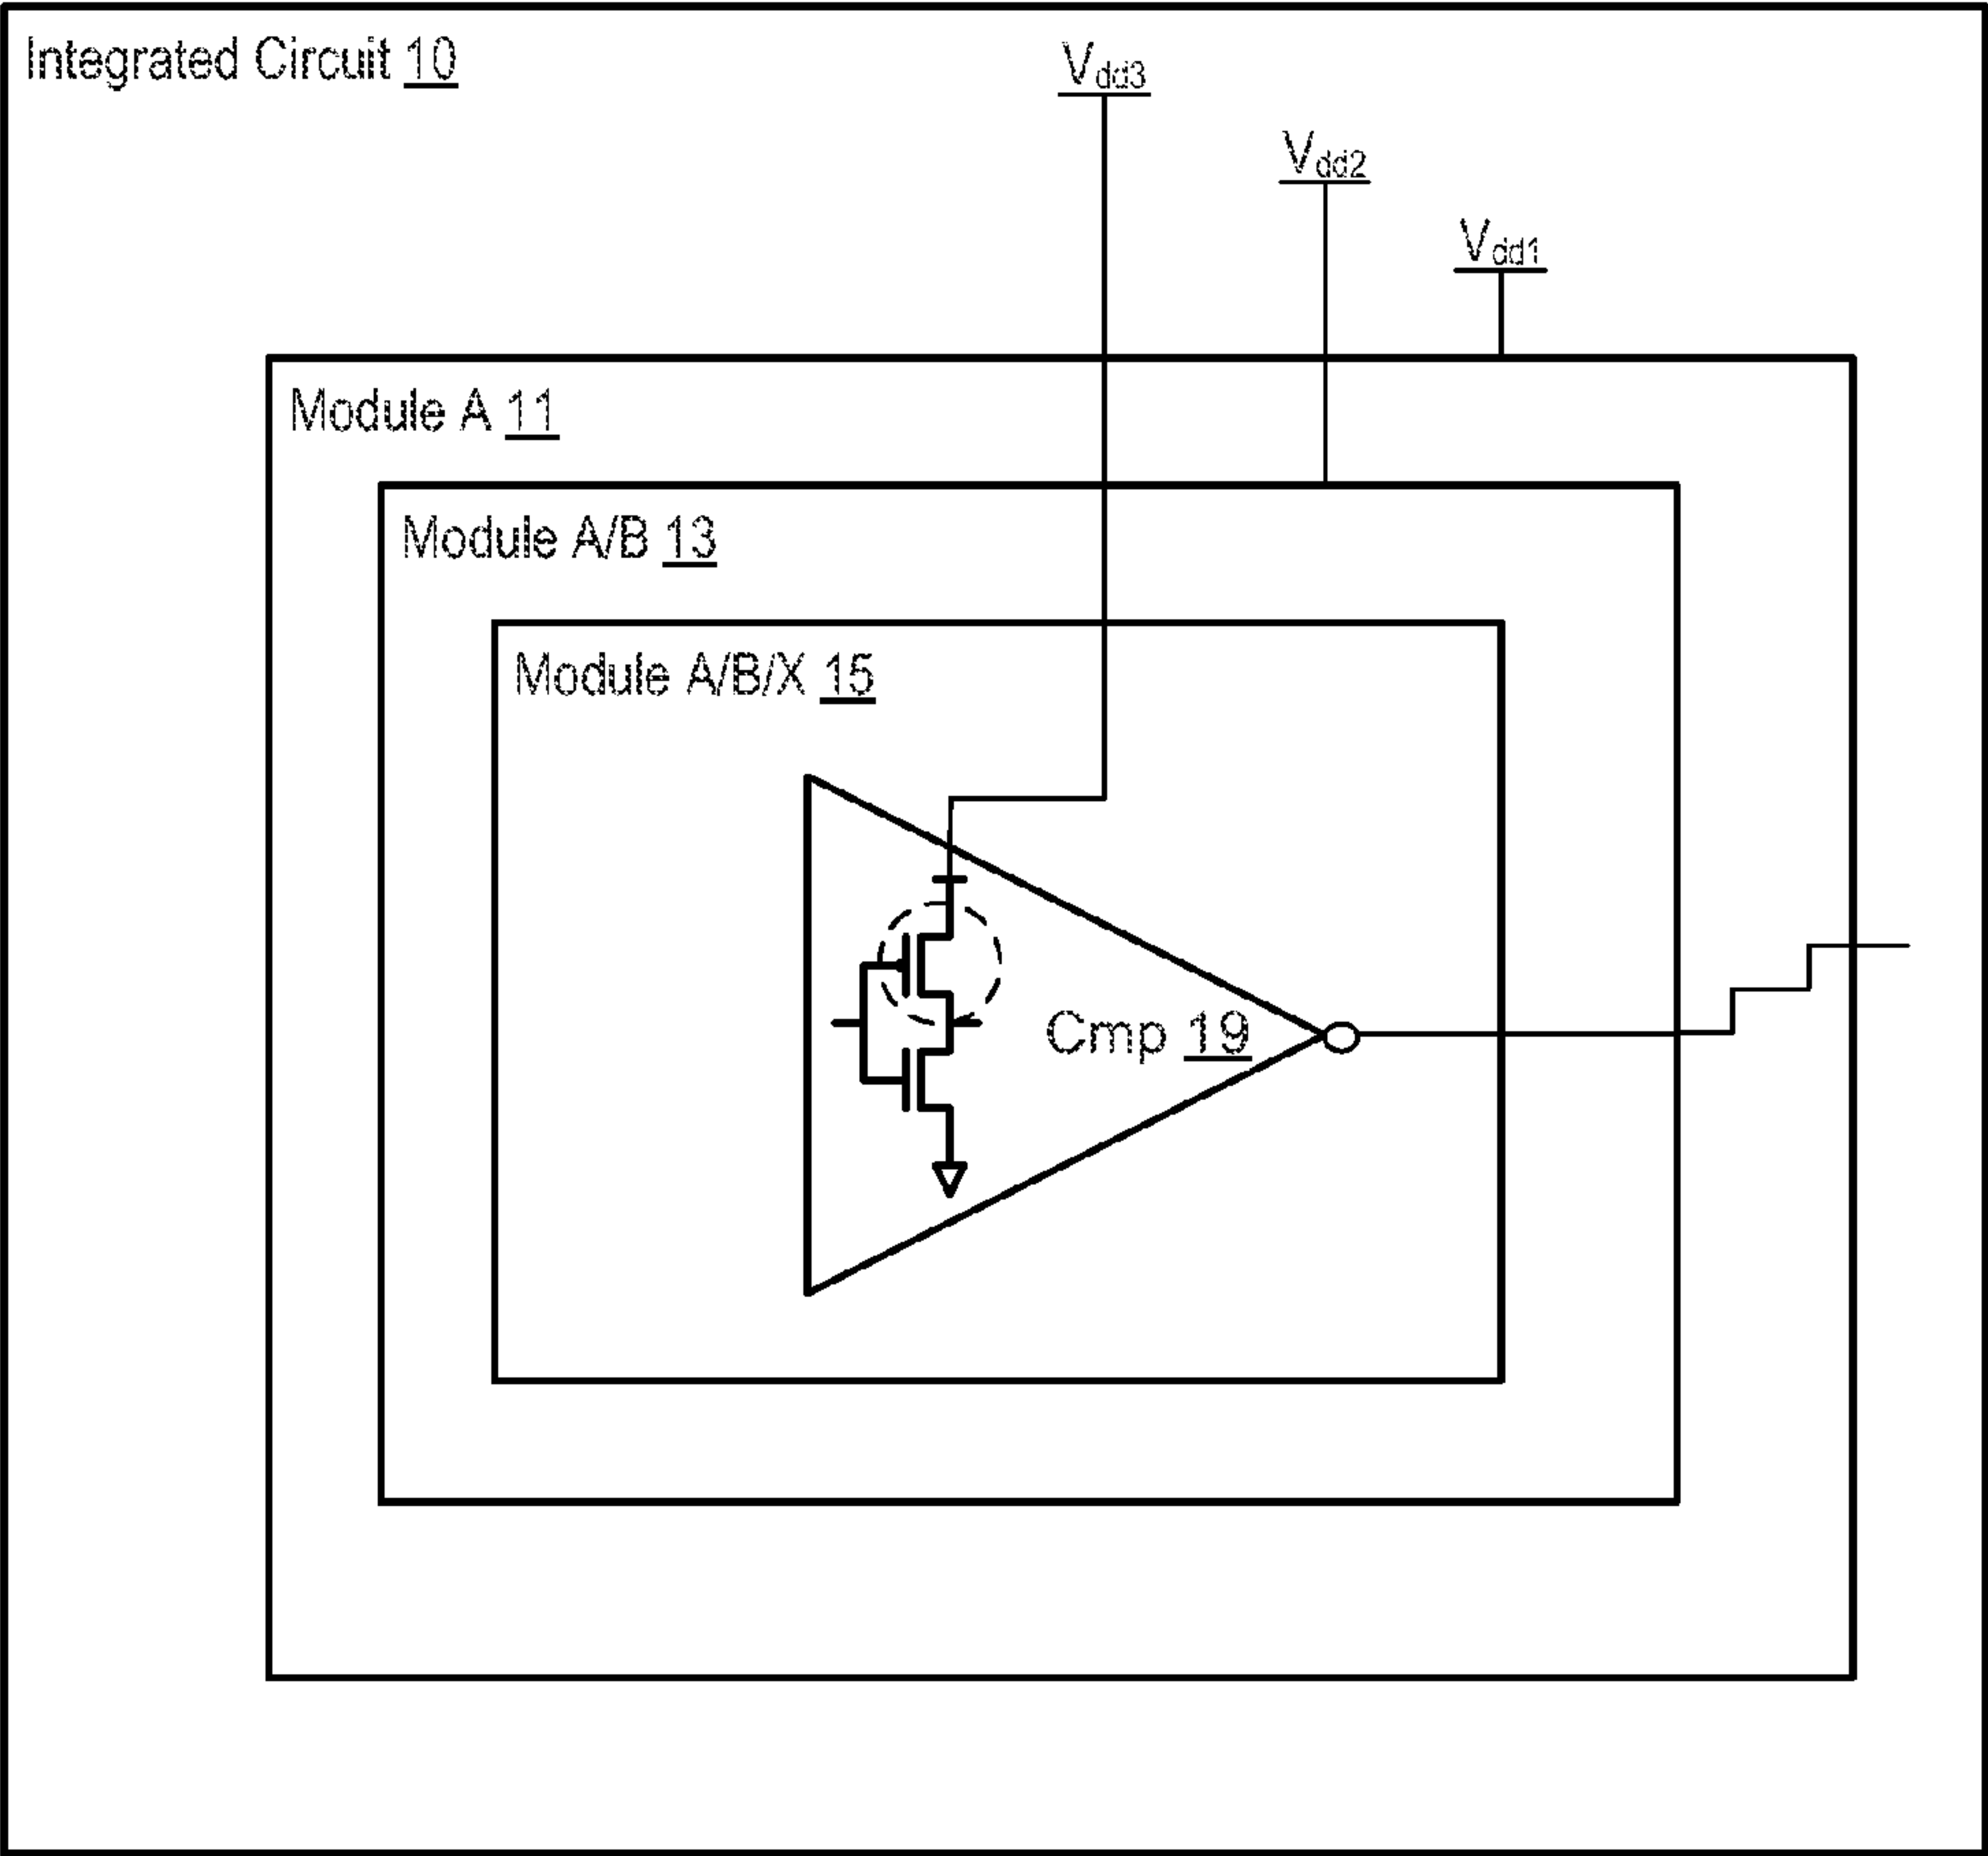 Integrated Circuit 10
Vdd3
Vdd2
Vdd1
Module A 11
Module A/B 13
Module A/B/X 15
Cmp 19